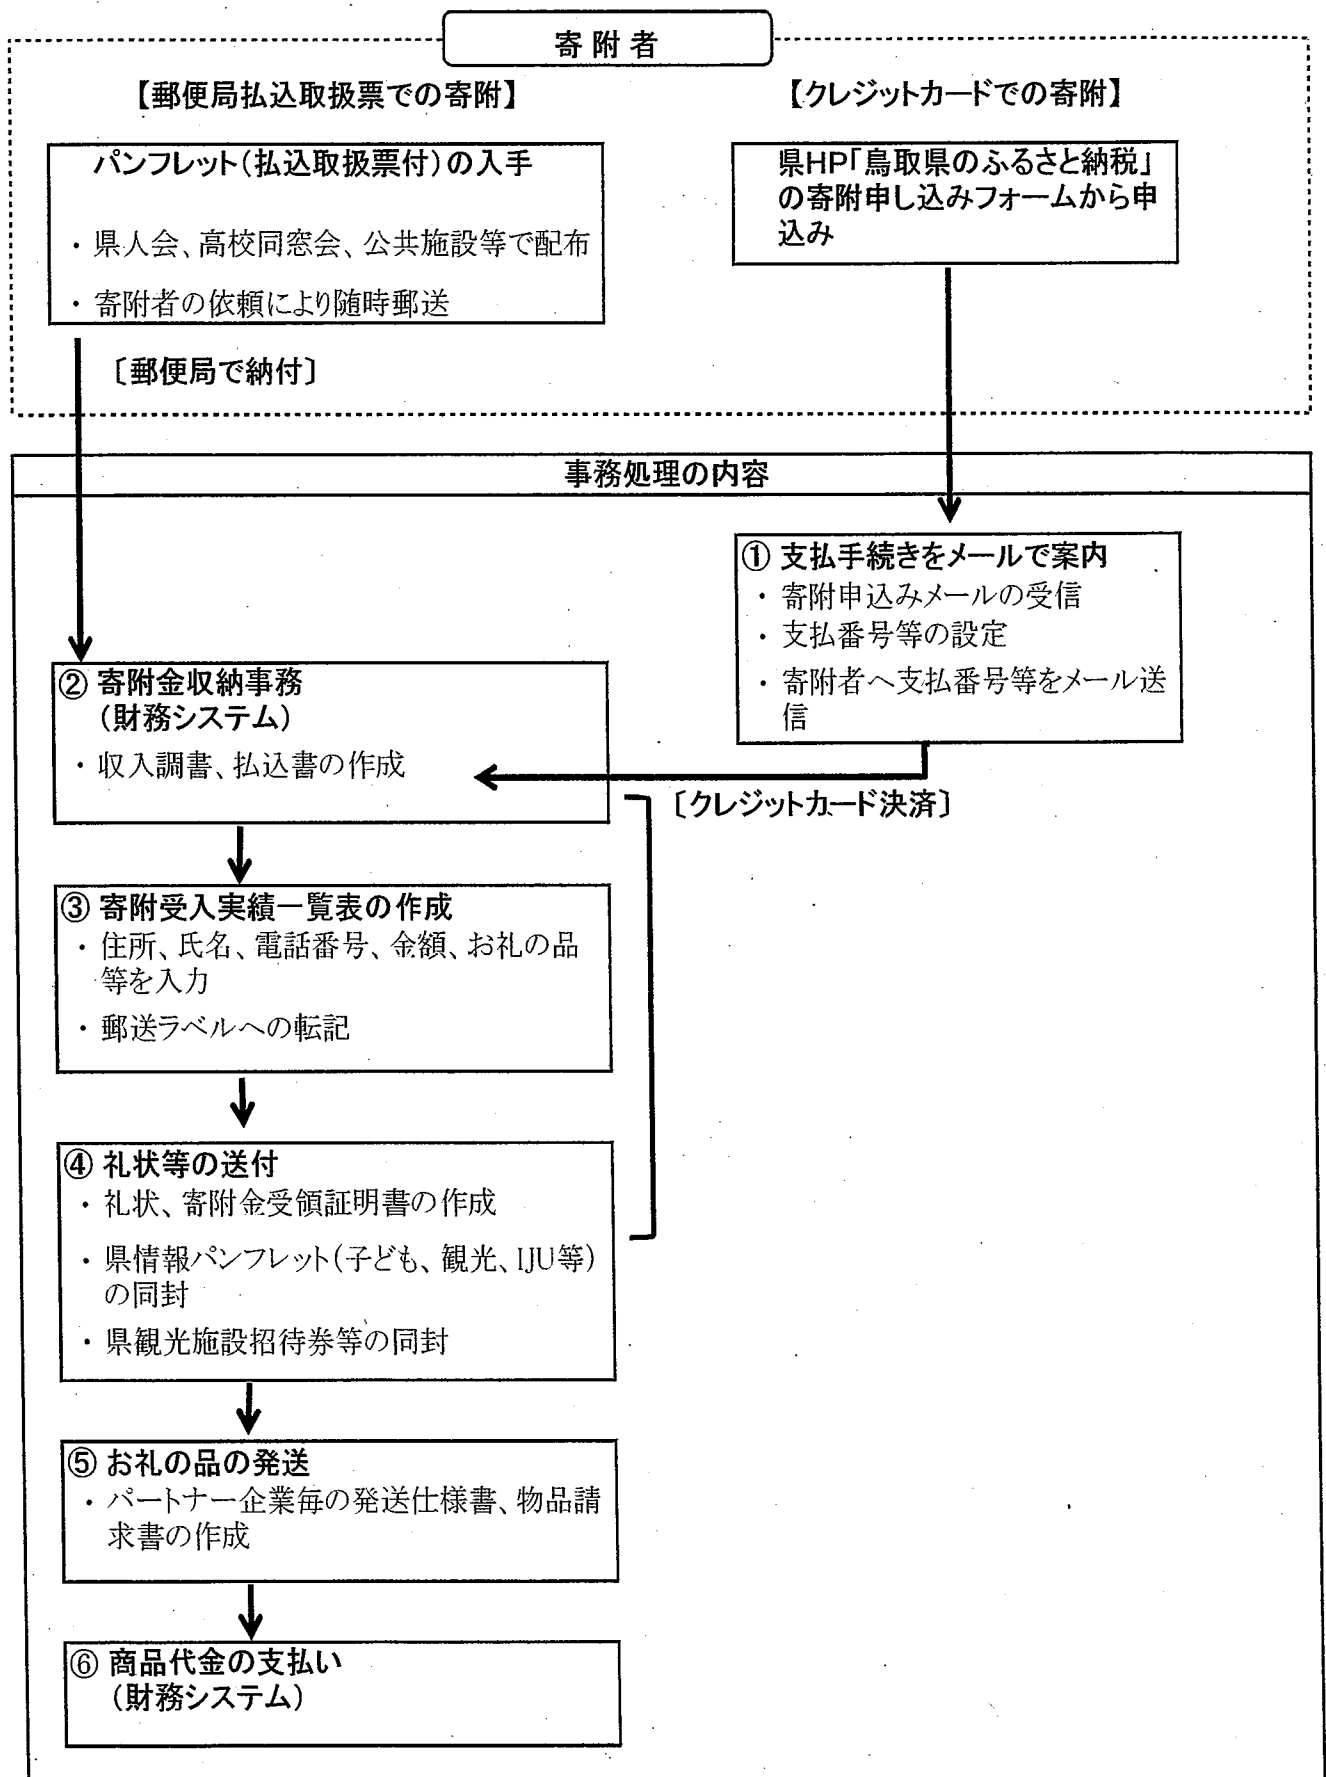 寄附者
【郵便局払込取扱票での寄附】
パンフレット(払込取扱票付)の入手
・県人会、高校同窓会、公共施設等で配布
・寄附者の依頼により随時郵送
〔郵便局で納付〕
【クレジットカードでの寄附】
県HP「鳥取県のふるさと納税」
の寄附申し込みフォームから申
込み
事務処理の内容
① 支払手続きをメールで案内
・寄附申込みメールの受信
・支払番号等の設定
・寄附者へ支払番号等をメール送
信
〔クレジットカード決済〕
② 寄附金収納事務
(財務システム)
・収入調書、払込書の作成
③ 寄附受入実績一覧表の作成
・住所、氏名、電話番号、金額、お礼の品
等を入力
・郵送ラベルへの転記
④ 礼状等の送付
・礼状、寄附金受領証明書の作成
・県情報パンフレット(子ども、観光、IJU等)
の同封
・県観光施設招待券等の同封
⑤ お礼の品の発送
・パートナー企業毎の発送仕様書、物品請
求書の作成
⑥ 商品代金の支払い
(財務システム)